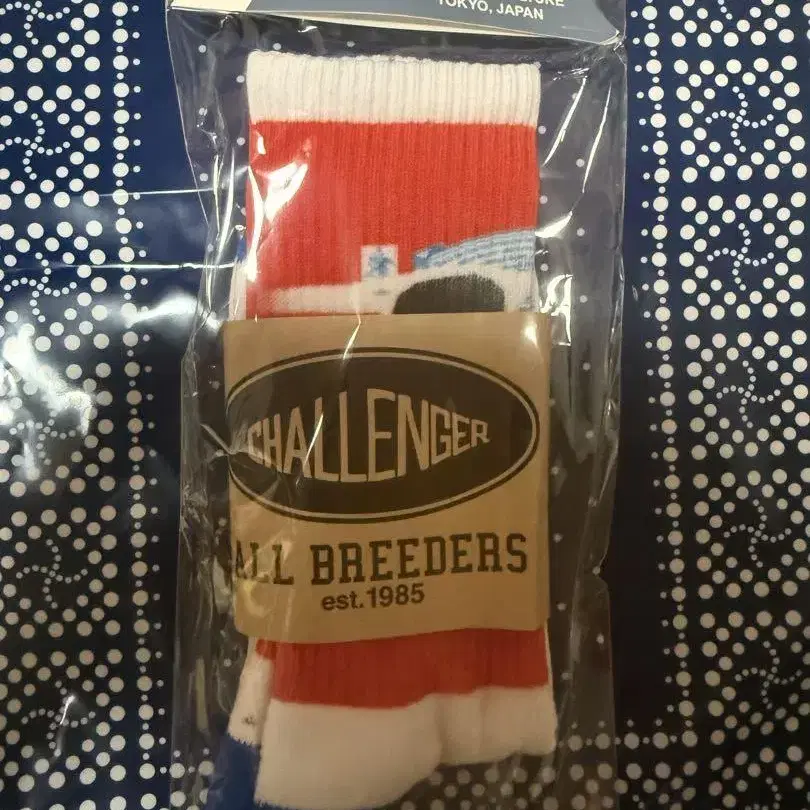 TOKYO, JAPAN
CHALLENGER
ALL BREEDERS
est.1985